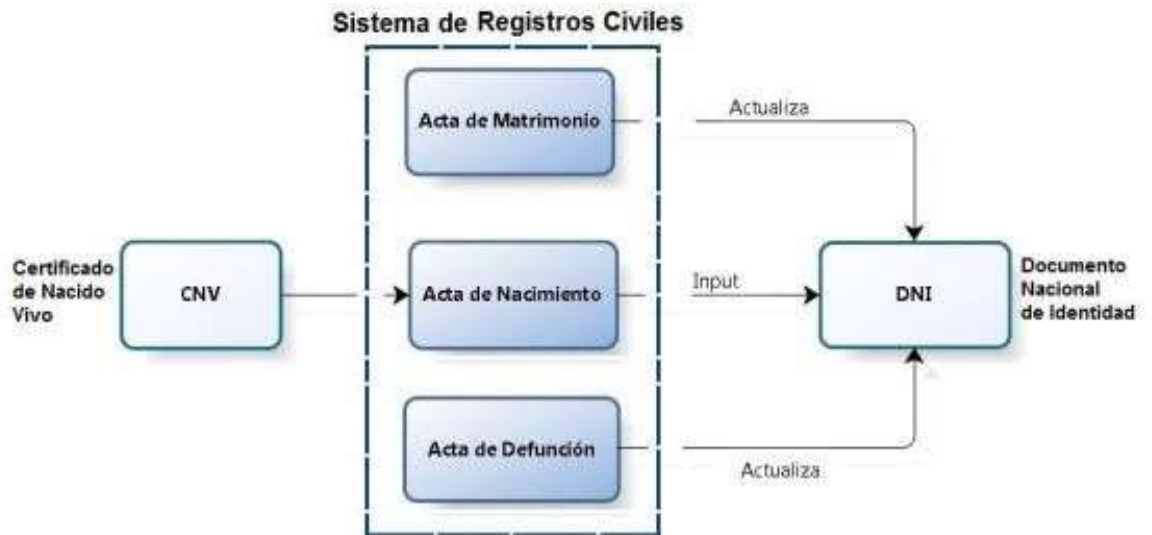 Sistema de Registros Civiles
Acta de Matrimonio
Actualiza
Certificado
de Nacido
Vivo
CNV
Acta de Nacimiento
Input
DNI
Documento
Nacional
de Identidad
Acta de Defunción
Actualiza